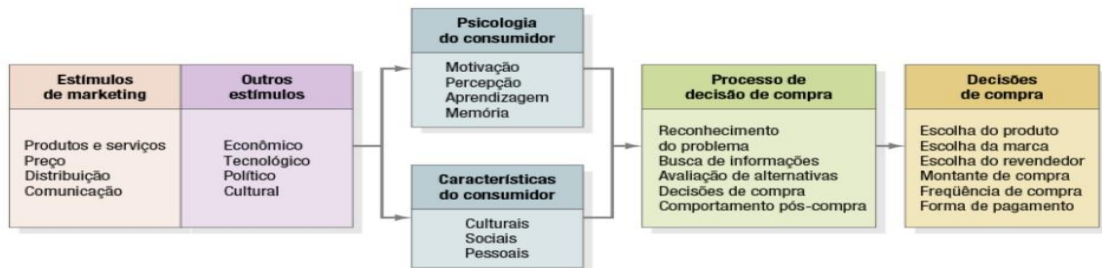 Estímulos
de marketing
Produtos e serviços
Preço
Distribuição
Comunicação
Outros
estímulos
Econômico
Tecnológico
Político
Cultural
Psicologia
do consumidor
Motivação
Percepção
Aprendizagem
Memória
Características
do consumidor
Culturais
Sociais
Pessoais
Processo de
decisão de compra
Reconhecimento
do problema
Busca de informações
Avaliação de alternativas
Decisões de compra
Comportamento pós-compra
Decisões
de compra
Escolha do produto
Escolha da marca
Escolha do revendedor
Montante de compra
Freqüência de compra
Forma de pagamento